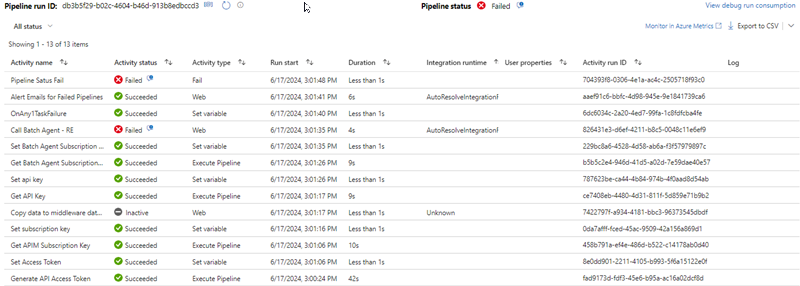 Pipeline run ID: db3b5f29-b02c-4604-b46d-913b8edbccd3 Pipeline status Failed View debug run consumption
All status Monitor in Azure Metrics Export to CSV
Showing 1 - 13 of 13 items
Activity name Activity status Activity type Run start Duration Integration runtime User properties Activity run ID Log
Pipeline Satus Fail Failed Fail 6/17/2024, 3:01:48 PM Less than 1s 704393f8-0306-4e1a-ac4c-2505718f93c0
Alert Emails for Failed Pipelines Succeeded Web 6/17/2024, 3:01:41 PM 6s AutoResolveIntegrationF aaef91c6-bbfc-4d98-945e-9e1841739ca6
OnAny1TaskFailure Succeeded Set variable 6/17/2024, 3:01:40 PM Less than 1s 6dc6034c-2a20-4ed7-99fa-1c8fdfcba4fe
Call Batch Agent - RE Failed Web 6/17/2024, 3:01:35 PM 4s AutoResolveIntegrationF 826431e3-d6ef-4211-b8c5-0048c11e6ef9
Set Batch Agent Subscription ... Succeeded Set variable 6/17/2024, 3:01:35 PM Less than 1s 229bc8a6-4528-4d58-ab6a-f3f57979897c
Get Batch Agent Subscription... Succeeded Execute Pipeline 6/17/2024, 3:01:26 PM 9s b5b5c2e4-946d-41d5-a02d-7e59dae40e57
Set api key Succeeded Set variable 6/17/2024, 3:01:26 PM Less than 1s 787623be-ca44-4b84-974b-4f0aad8d54ab
Get API Key Succeeded Execute Pipeline 6/17/2024, 3:01:17 PM 9s ce7408eb-4480-4d31-811f-5d859e71b9b2
Copy data to middleware dat... Inactive Web 6/17/2024, 3:01:17 PM Less than 1s Unknown 7422797f-a934-4181-bbc3-96373545dbdf
Set subscription key Succeeded Set variable 6/17/2024, 3:01:16 PM Less than 1s 0da7afff-fced-45ac-9509-42a156a869d1
Get APIM Subscription Key Succeeded Execute Pipeline 6/17/2024, 3:01:06 PM 10s 458b791a-ef4e-486d-b522-c14178ab0d40
Set Access Token Succeeded Set variable 6/17/2024, 3:01:06 PM Less than 1s 8e0dd901-2211-4105-b993-5f6a15122e0f
Generate API Access Token Succeeded Execute Pipeline 6/17/2024, 3:00:24 PM 42s fad9173d-fdf3-45e6-b95a-ac16a02dcf8d